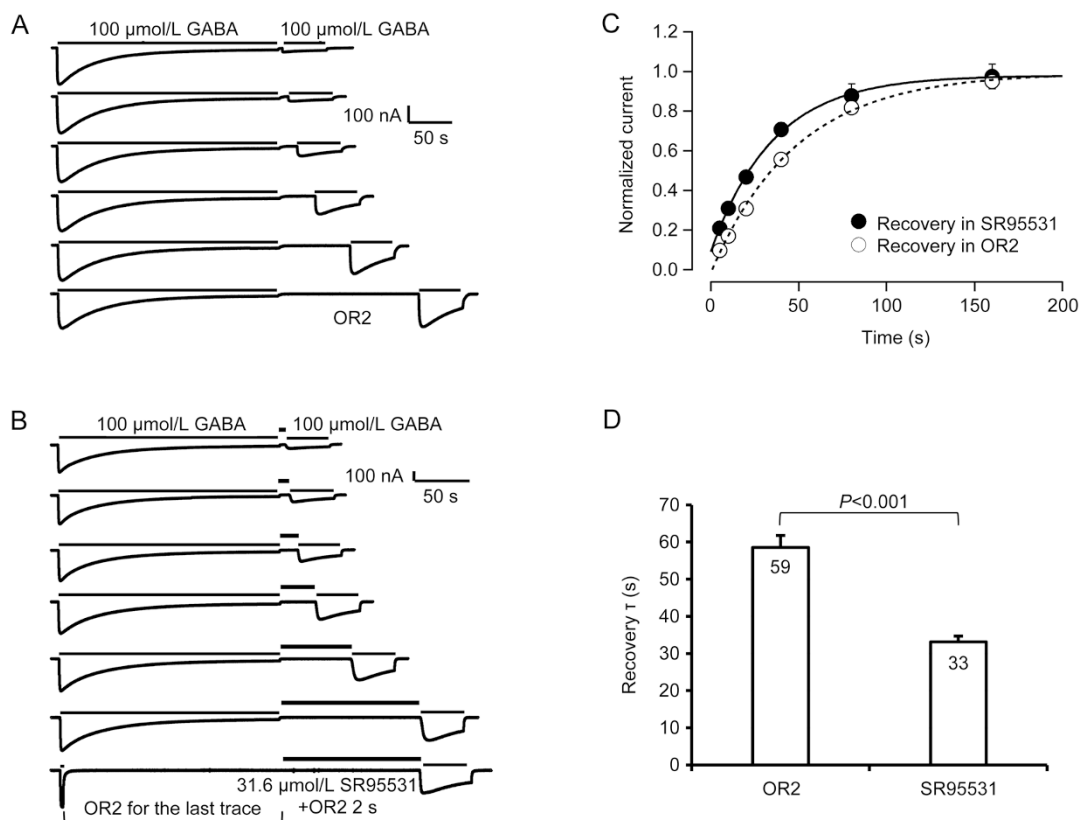 A
100 µmol/L GABA 100 µmol/L GABA
100 nA
50 s
OR2
B
100 µmol/L GABA 100 µmol/L GABA
100 nA
50 s
31.6 µmol/L SR95531
OR2 for the last trace +OR2 2 s
C
Normalized current
1.2
1.0
0.8
0.6
0.4
0.2
0.0
Recovery in SR95531
Recovery in OR2
0 50 100 150 200
Time (s)
D
Recovery τ (s)
70
60
50
40
30
20
10
0
P<0.001
59
33
OR2 SR95531